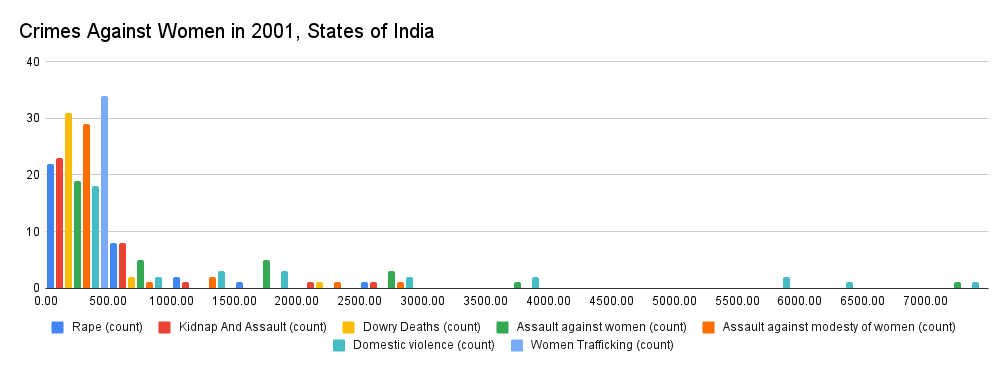 Crimes Against Women in 2001, States of India
40
30
20
10
0
0.00 500.00 1000.00 1500.00 2000.00 2500.00 3000.00 3500.00 4000.00 4500.00 5000.00 5500.00 6000.00 6500.00 7000.00
Rape (count) Kidnap And Assault (count) Dowry Deaths (count) Assault against women (count) Assault against modesty of women (count)
Domestic violence (count) Women Trafficking (count)